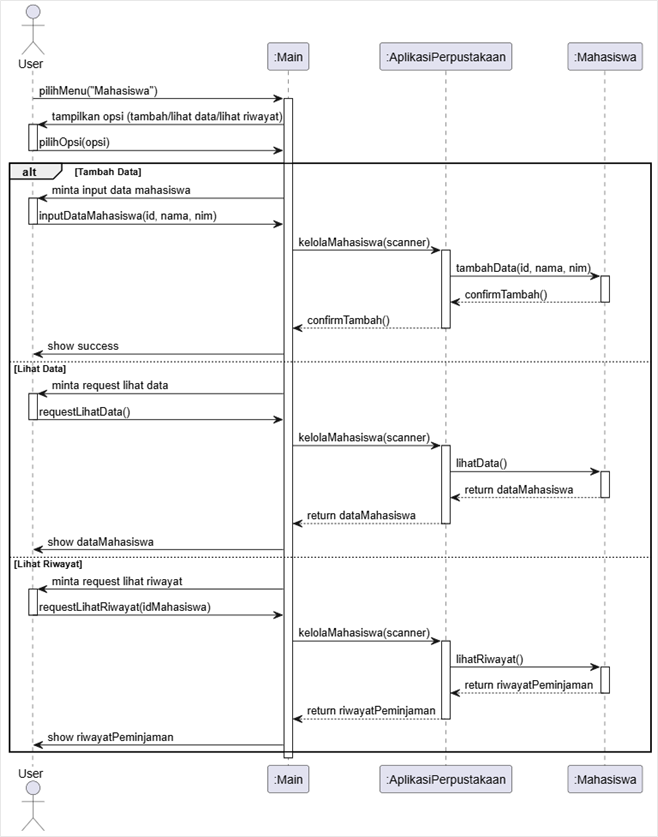 User
:Main
:AplikasiPerpustakaan
:Mahasiswa
pilihMenu("Mahasiswa")
tampilkan opsi (tambah/lihat data/lihat riwayat)
pilihOpsi(opsi)
alt [Tambah Data]
minta input data mahasiswa
inputDataMahasiswa(id, nama, nim)
kelolaMahasiswa(scanner)
tambahData(id, nama, nim)
confirmTambah()
confirmTambah()
show success
[Lihat Data]
minta request lihat data
requestLihatData()
kelolaMahasiswa(scanner)
lihatData()
return dataMahasiswa
return dataMahasiswa
show dataMahasiswa
[Lihat Riwayat]
minta request lihat riwayat
requestLihatRiwayat(idMahasiswa)
kelolaMahasiswa(scanner)
lihatRiwayat()
return riwayatPeminjaman
return riwayatPeminjaman
show riwayatPeminjaman
User
:Main
:AplikasiPerpustakaan
:Mahasiswa